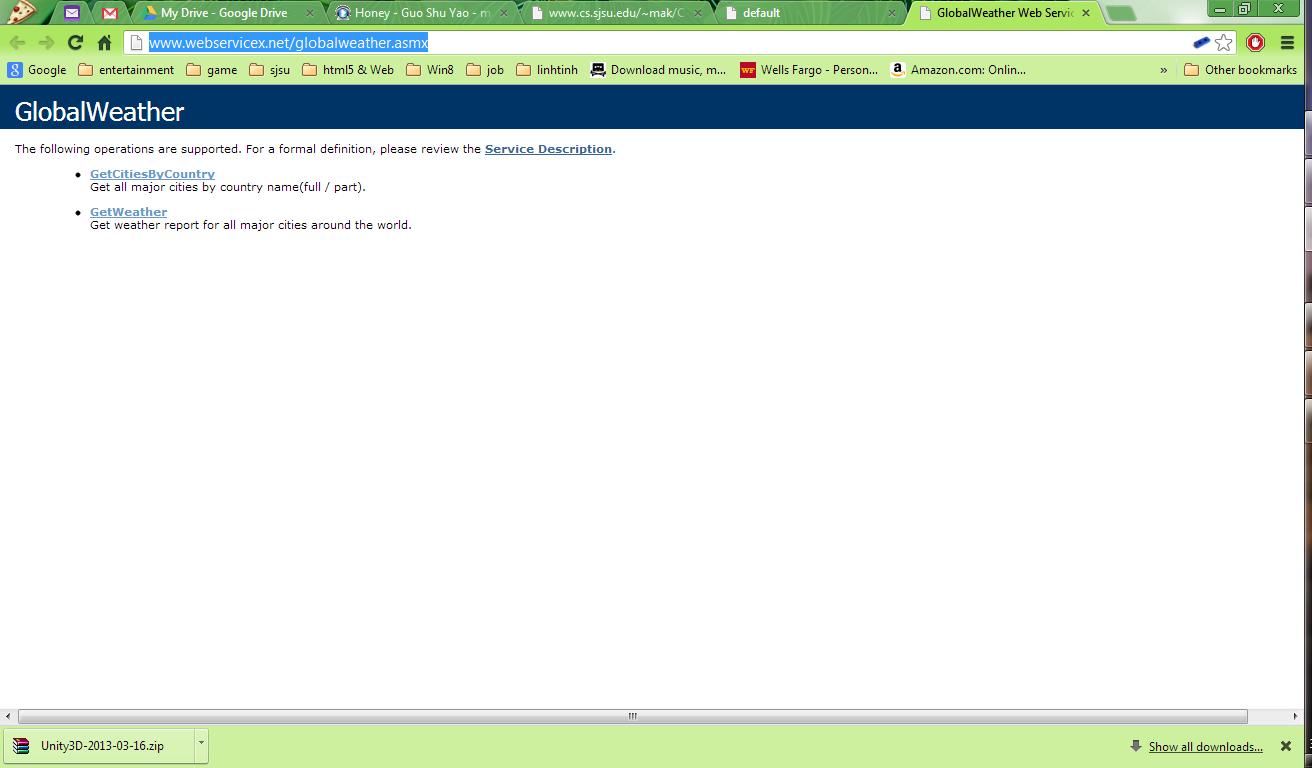 My Drive - Google Drive
Honey - Guo Shu Yao - m
www.cs.sjsu.edu/~mak/C
default
GlobalWeather Web Servic
www.webservicex.net/globalweather.asmx
Google entertainment game sjsu html5 & Web Win8 job linhtinh Download music, m... WF Wells Fargo - Person... Amazon.com: Onlin... » Other bookmarks
GlobalWeather
The following operations are supported. For a formal definition, please review the Service Description.
GetCitiesByCountry
Get all major cities by country name(full / part).
GetWeather
Get weather report for all major cities around the world.
Unity3D-2013-03-16.zip
Show all downloads...